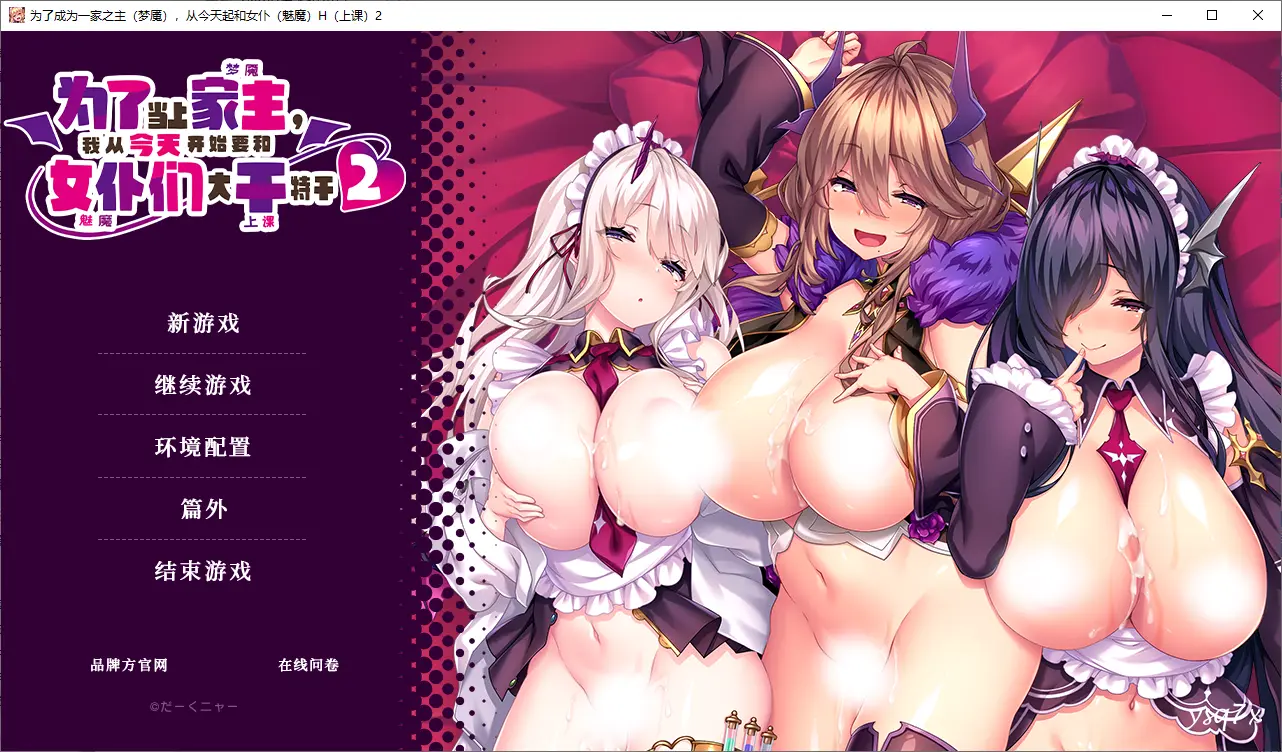 为了成为一家之主（梦魇），从今天起和女仆（魅魔）H（上课）2
梦魇
为了当上家主，
我从今天开始要和
女仆们大干特干2
魅魔
上课
新游戏
继续游戏
环境配置
篇外
结束游戏
品牌方官网
在线问卷
©だーくニャー